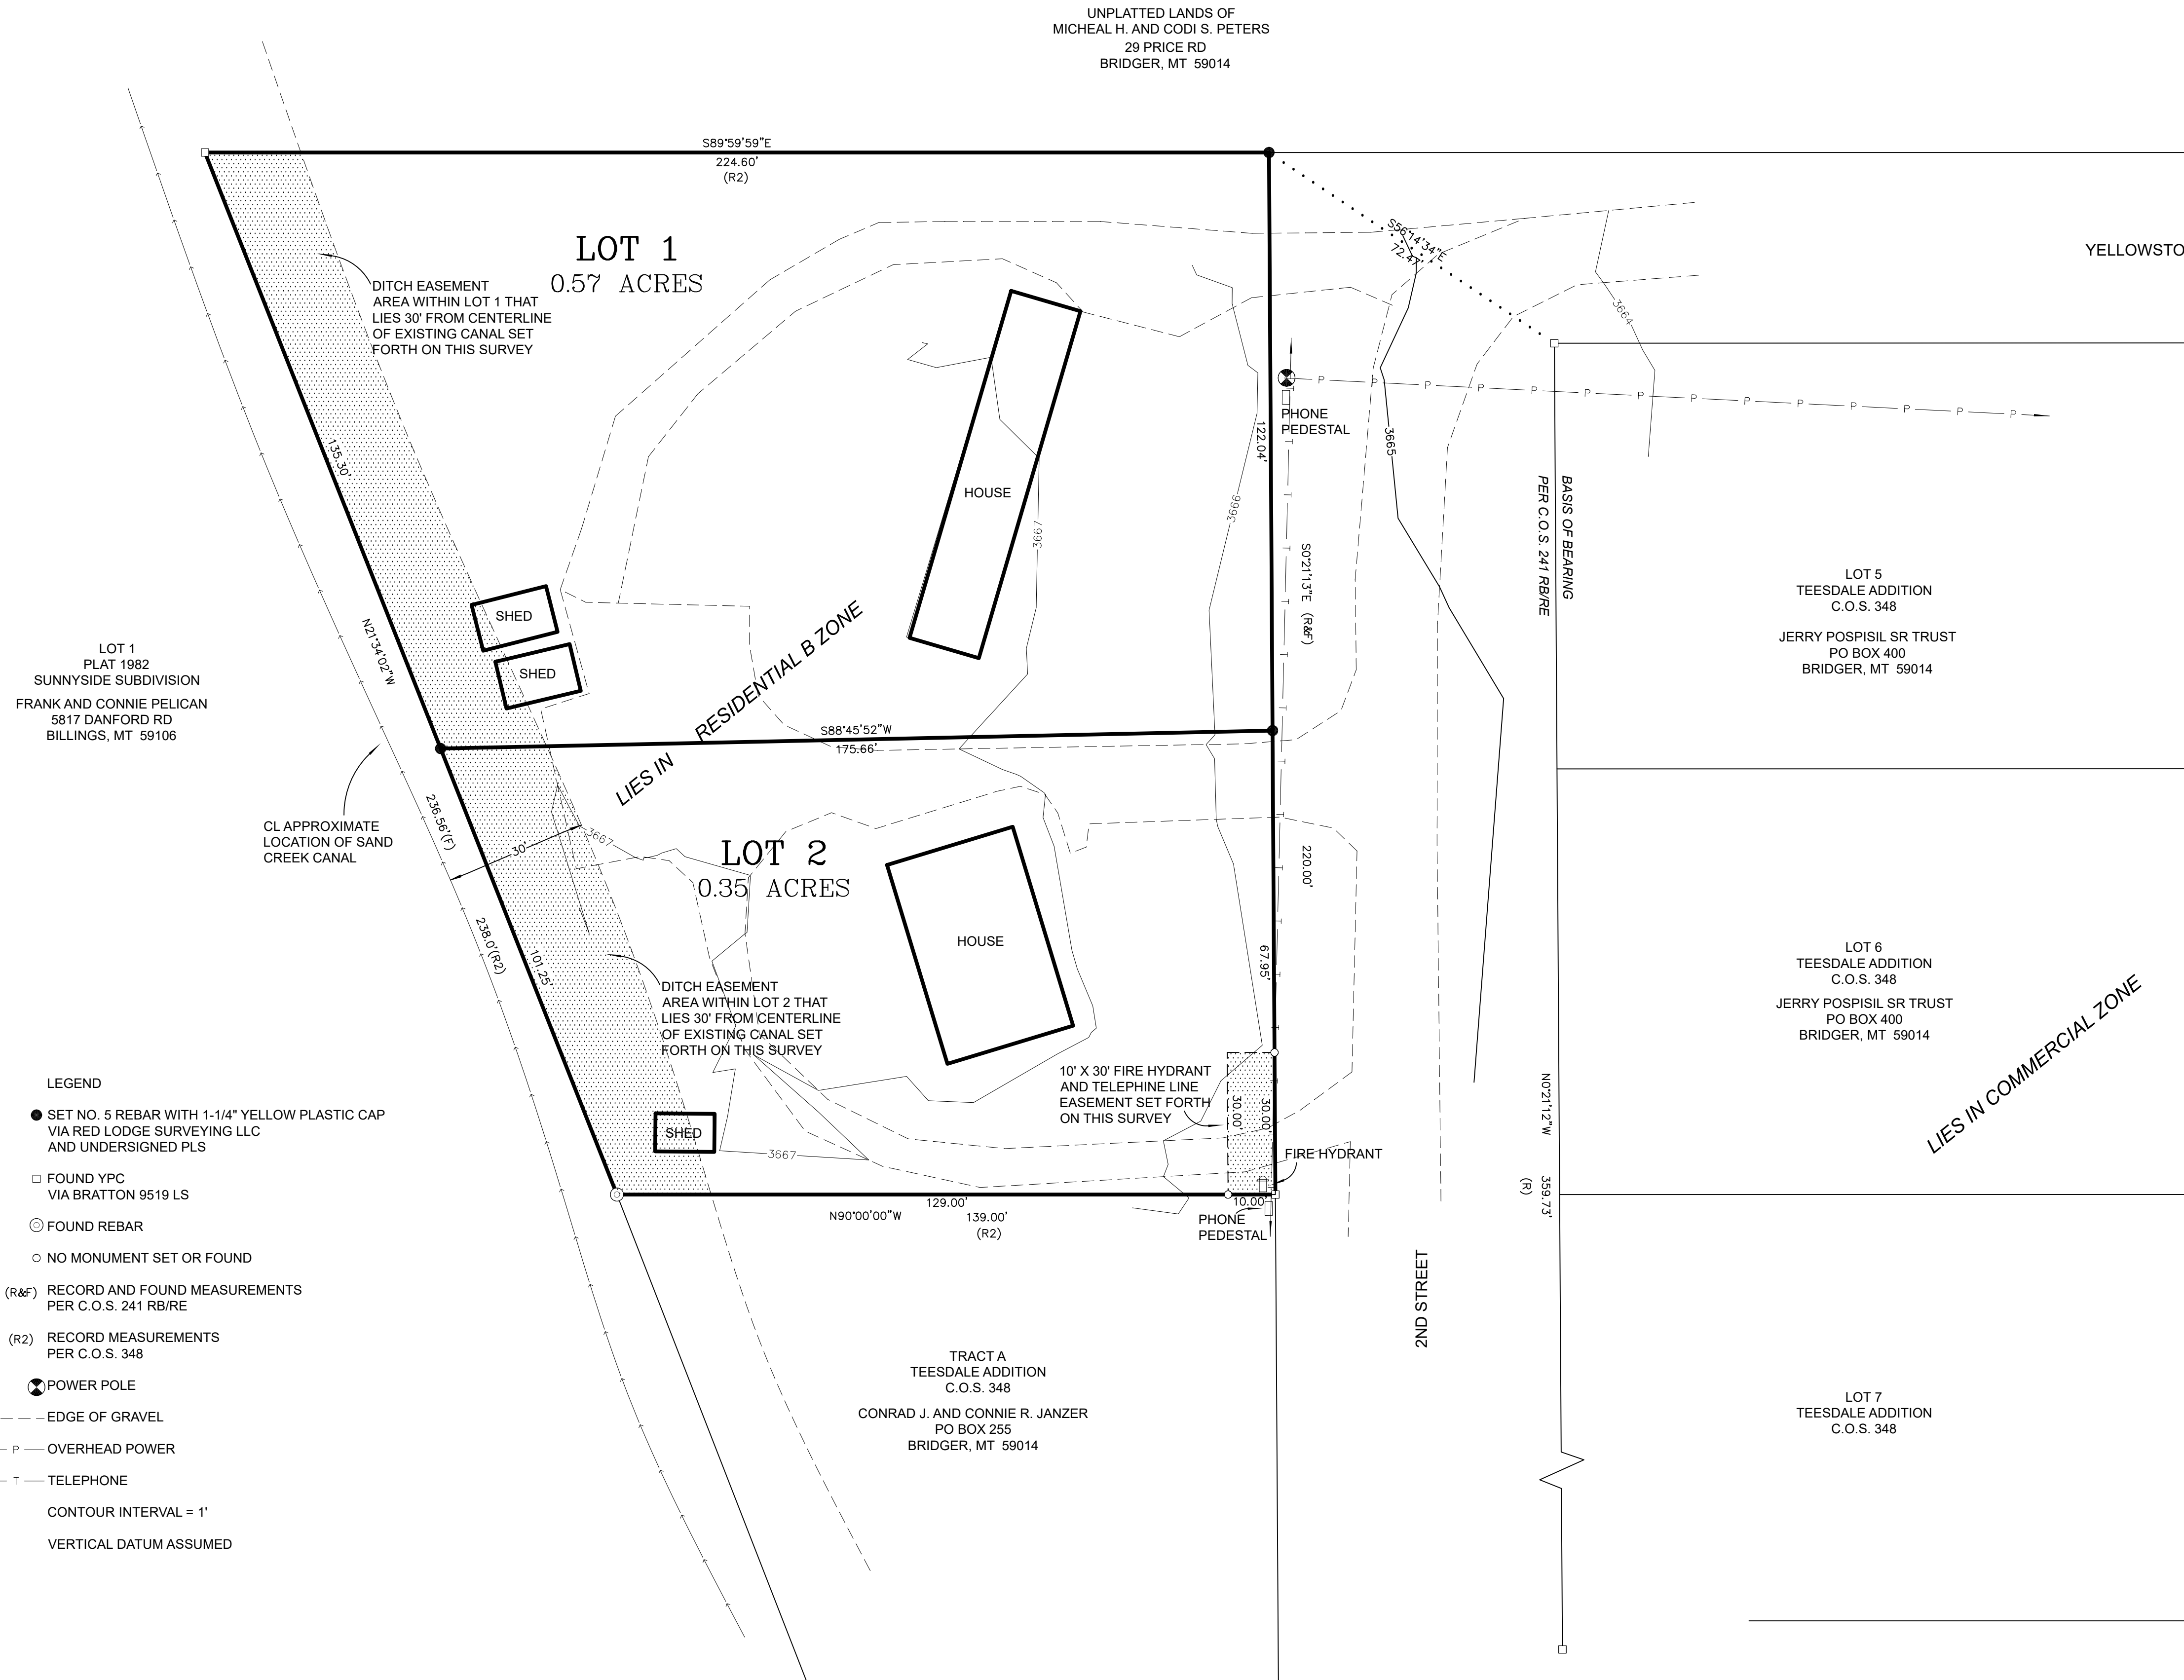 UNPLATTED LANDS OF
MICHEAL H. AND CODI S. PETERS
29 PRICE RD
BRIDGER, MT  59014
S89°59'59"E
224.60'
(R2)
LOT 1
0.57 ACRES
DITCH EASEMENT
AREA WITHIN LOT 1 THAT
LIES 30' FROM CENTERLINE
OF EXISTING CANAL SET
FORTH ON THIS SURVEY
S56°14'34"E
72.47'
YELLOWSTO
3664
PHONE
PEDESTAL
P P P P P P P P P P P P P P
122.04'
3665
135.30'
HOUSE
3667
3666
BASIS OF BEARING
PER C.O.S. 241 RB/RE
S0°21'13"E (R&F)
LOT 5
TEESDALE ADDITION
C.O.S. 348
JERRY POSPISIL SR TRUST
PO BOX 400
BRIDGER, MT  59014
SHED
SHED
N21°34'02"W
LOT 1
PLAT 1982
SUNNYSIDE SUBDIVISION
FRANK AND CONNIE PELICAN
5817 DANFORD RD
BILLINGS, MT  59106
LIES IN RESIDENTIAL B ZONE
S88°45'52"W
175.66'
CL APPROXIMATE
LOCATION OF SAND
CREEK CANAL
236.56'(F)
30'
3667
LOT 2
0.35 ACRES
220.00'
HOUSE
238.0'(R2)
101.25'
67.95'
DITCH EASEMENT
AREA WITHIN LOT 2 THAT
LIES 30' FROM CENTERLINE
OF EXISTING CANAL SET
FORTH ON THIS SURVEY
LOT 6
TEESDALE ADDITION
C.O.S. 348
JERRY POSPISIL SR TRUST
PO BOX 400
BRIDGER, MT  59014
LIES IN COMMERCIAL ZONE
10' X 30' FIRE HYDRANT
AND TELEPHINE LINE
EASEMENT SET FORTH
ON THIS SURVEY
30.00'
30.00'
SHED
3667
FIRE HYDRANT
N0°21'12"W 359.73'
(R)
129.00'
10.00'
N90°00'00"W
139.00'
(R2)
PHONE
PEDESTAL
2ND STREET
LEGEND
SET NO. 5 REBAR WITH 1-1/4" YELLOW PLASTIC CAP
VIA RED LODGE SURVEYING LLC
AND UNDERSIGNED PLS
FOUND YPC
VIA BRATTON 9519 LS
FOUND REBAR
NO MONUMENT SET OR FOUND
(R&F) RECORD AND FOUND MEASUREMENTS
PER C.O.S. 241 RB/RE
(R2) RECORD MEASUREMENTS
PER C.O.S. 348
POWER POLE
EDGE OF GRAVEL
P OVERHEAD POWER
T TELEPHONE
CONTOUR INTERVAL = 1'
VERTICAL DATUM ASSUMED
TRACT A
TEESDALE ADDITION
C.O.S. 348
CONRAD J. AND CONNIE R. JANZER
PO BOX 255
BRIDGER, MT  59014
LOT 7
TEESDALE ADDITION
C.O.S. 348